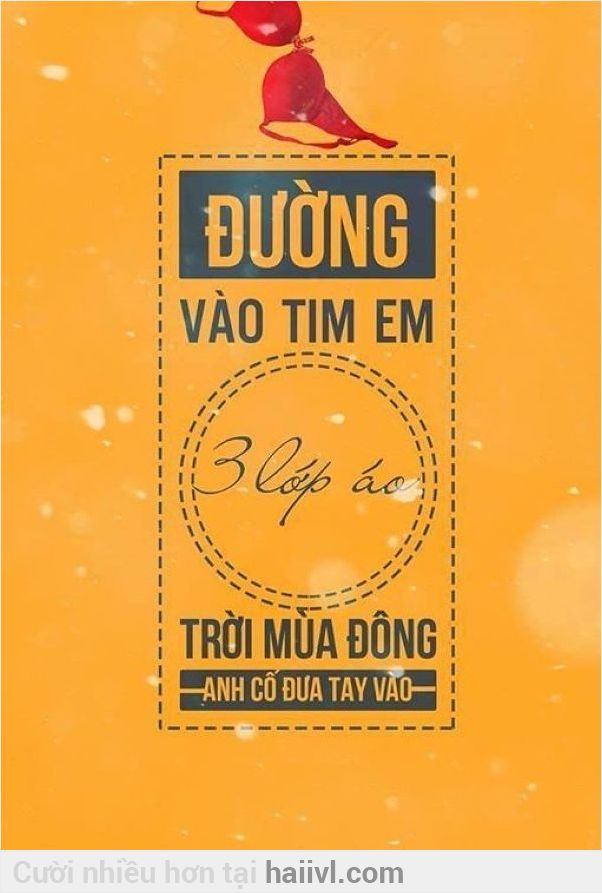 ĐƯỜNG
VÀO TIM EM
3 lớp áo
TRỜI MÙA ĐÔNG
ANH CỐ ĐƯA TAY VÀO
Cười nhiều hơn tại haiivl.com